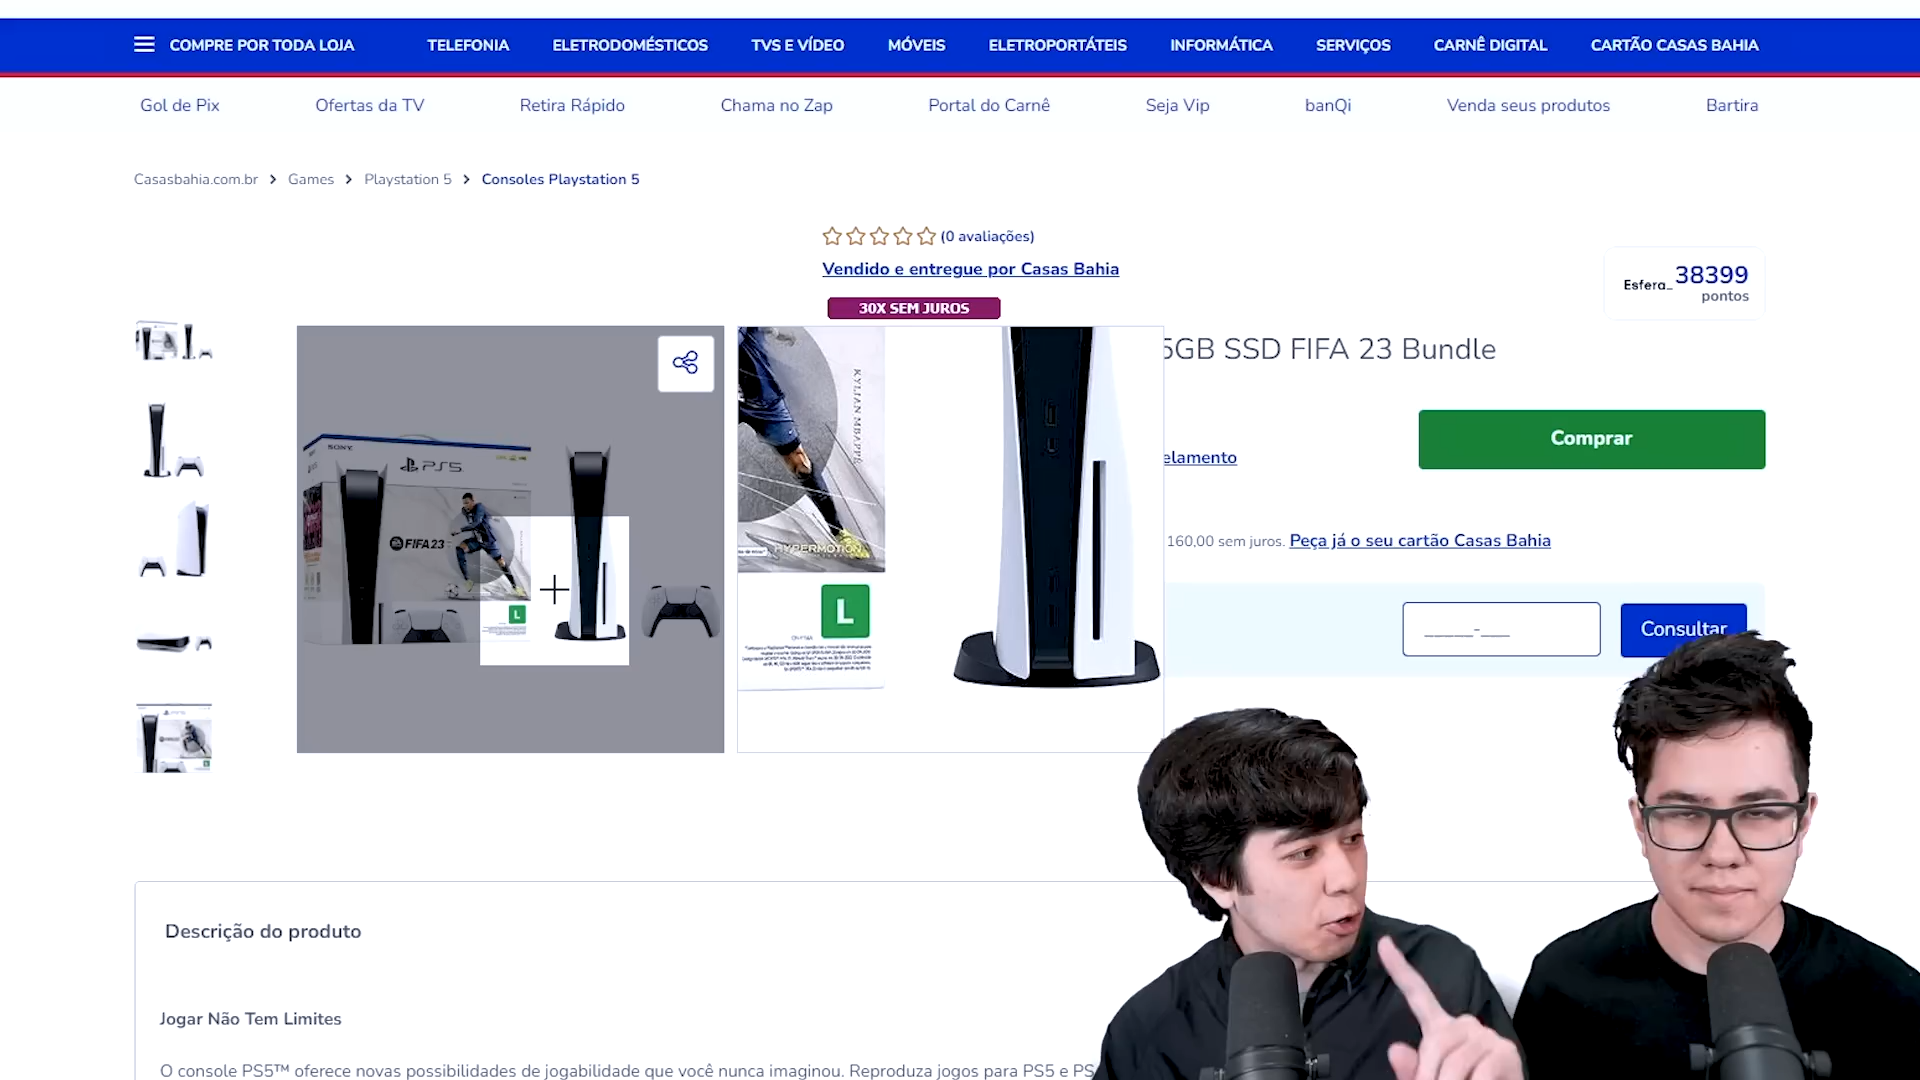 COMPRE POR TODA LOJA TELEFONIA ELETRODOMÉSTICOS TVS E VÍDEO MÓVEIS ELETROPORTÁTEIS INFORMÁTICA SERVIÇOS CARNÊ DIGITAL CARTÃO CASAS BAHIA
Gol de Pix Ofertas da TV Retira Rápido Chama no Zap Portal do Carnê Seja Vip banQi Venda seus produtos Bartira
Casasbahia.com.br > Games > Playstation 5 > Consoles Playstation 5
(0 avaliações)
Vendido e entregue por Casas Bahia
Esfera_ 38399
pontos
30X SEM JUROS
5GB SSD FIFA 23 Bundle
Comprar
elamento
160,00 sem juros. Peça já o seu cartão Casas Bahia
_____-___ Consultar
SONY
PS5
FIFA 23
L
KYLIAN MBAPPÉ
HYPERMOTION
L
Descrição do produto
Jogar Não Tem Limites
O console PS5™ oferece novas possibilidades de jogabilidade que você nunca imaginou. Reproduza jogos para PS5 e PS